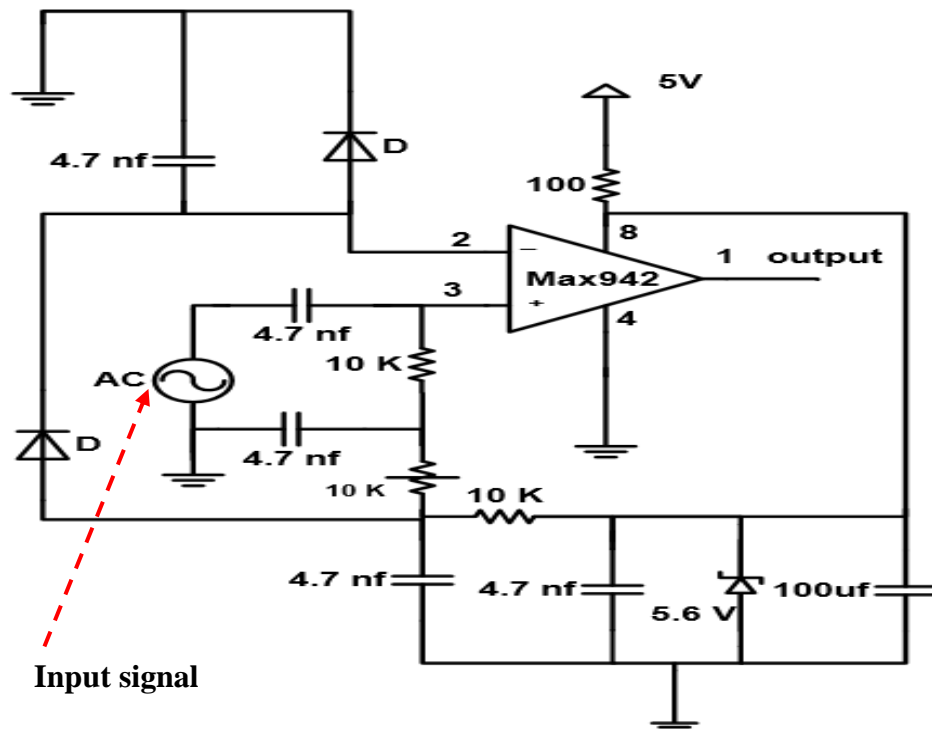 5V
D
4.7 nf
100
8
2
1 output
−
Max942
3
+
4
4.7 nf
10 K
AC
D
4.7 nf
10 K
10 K
4.7 nf
4.7 nf
5.6 V
100uf
Input signal